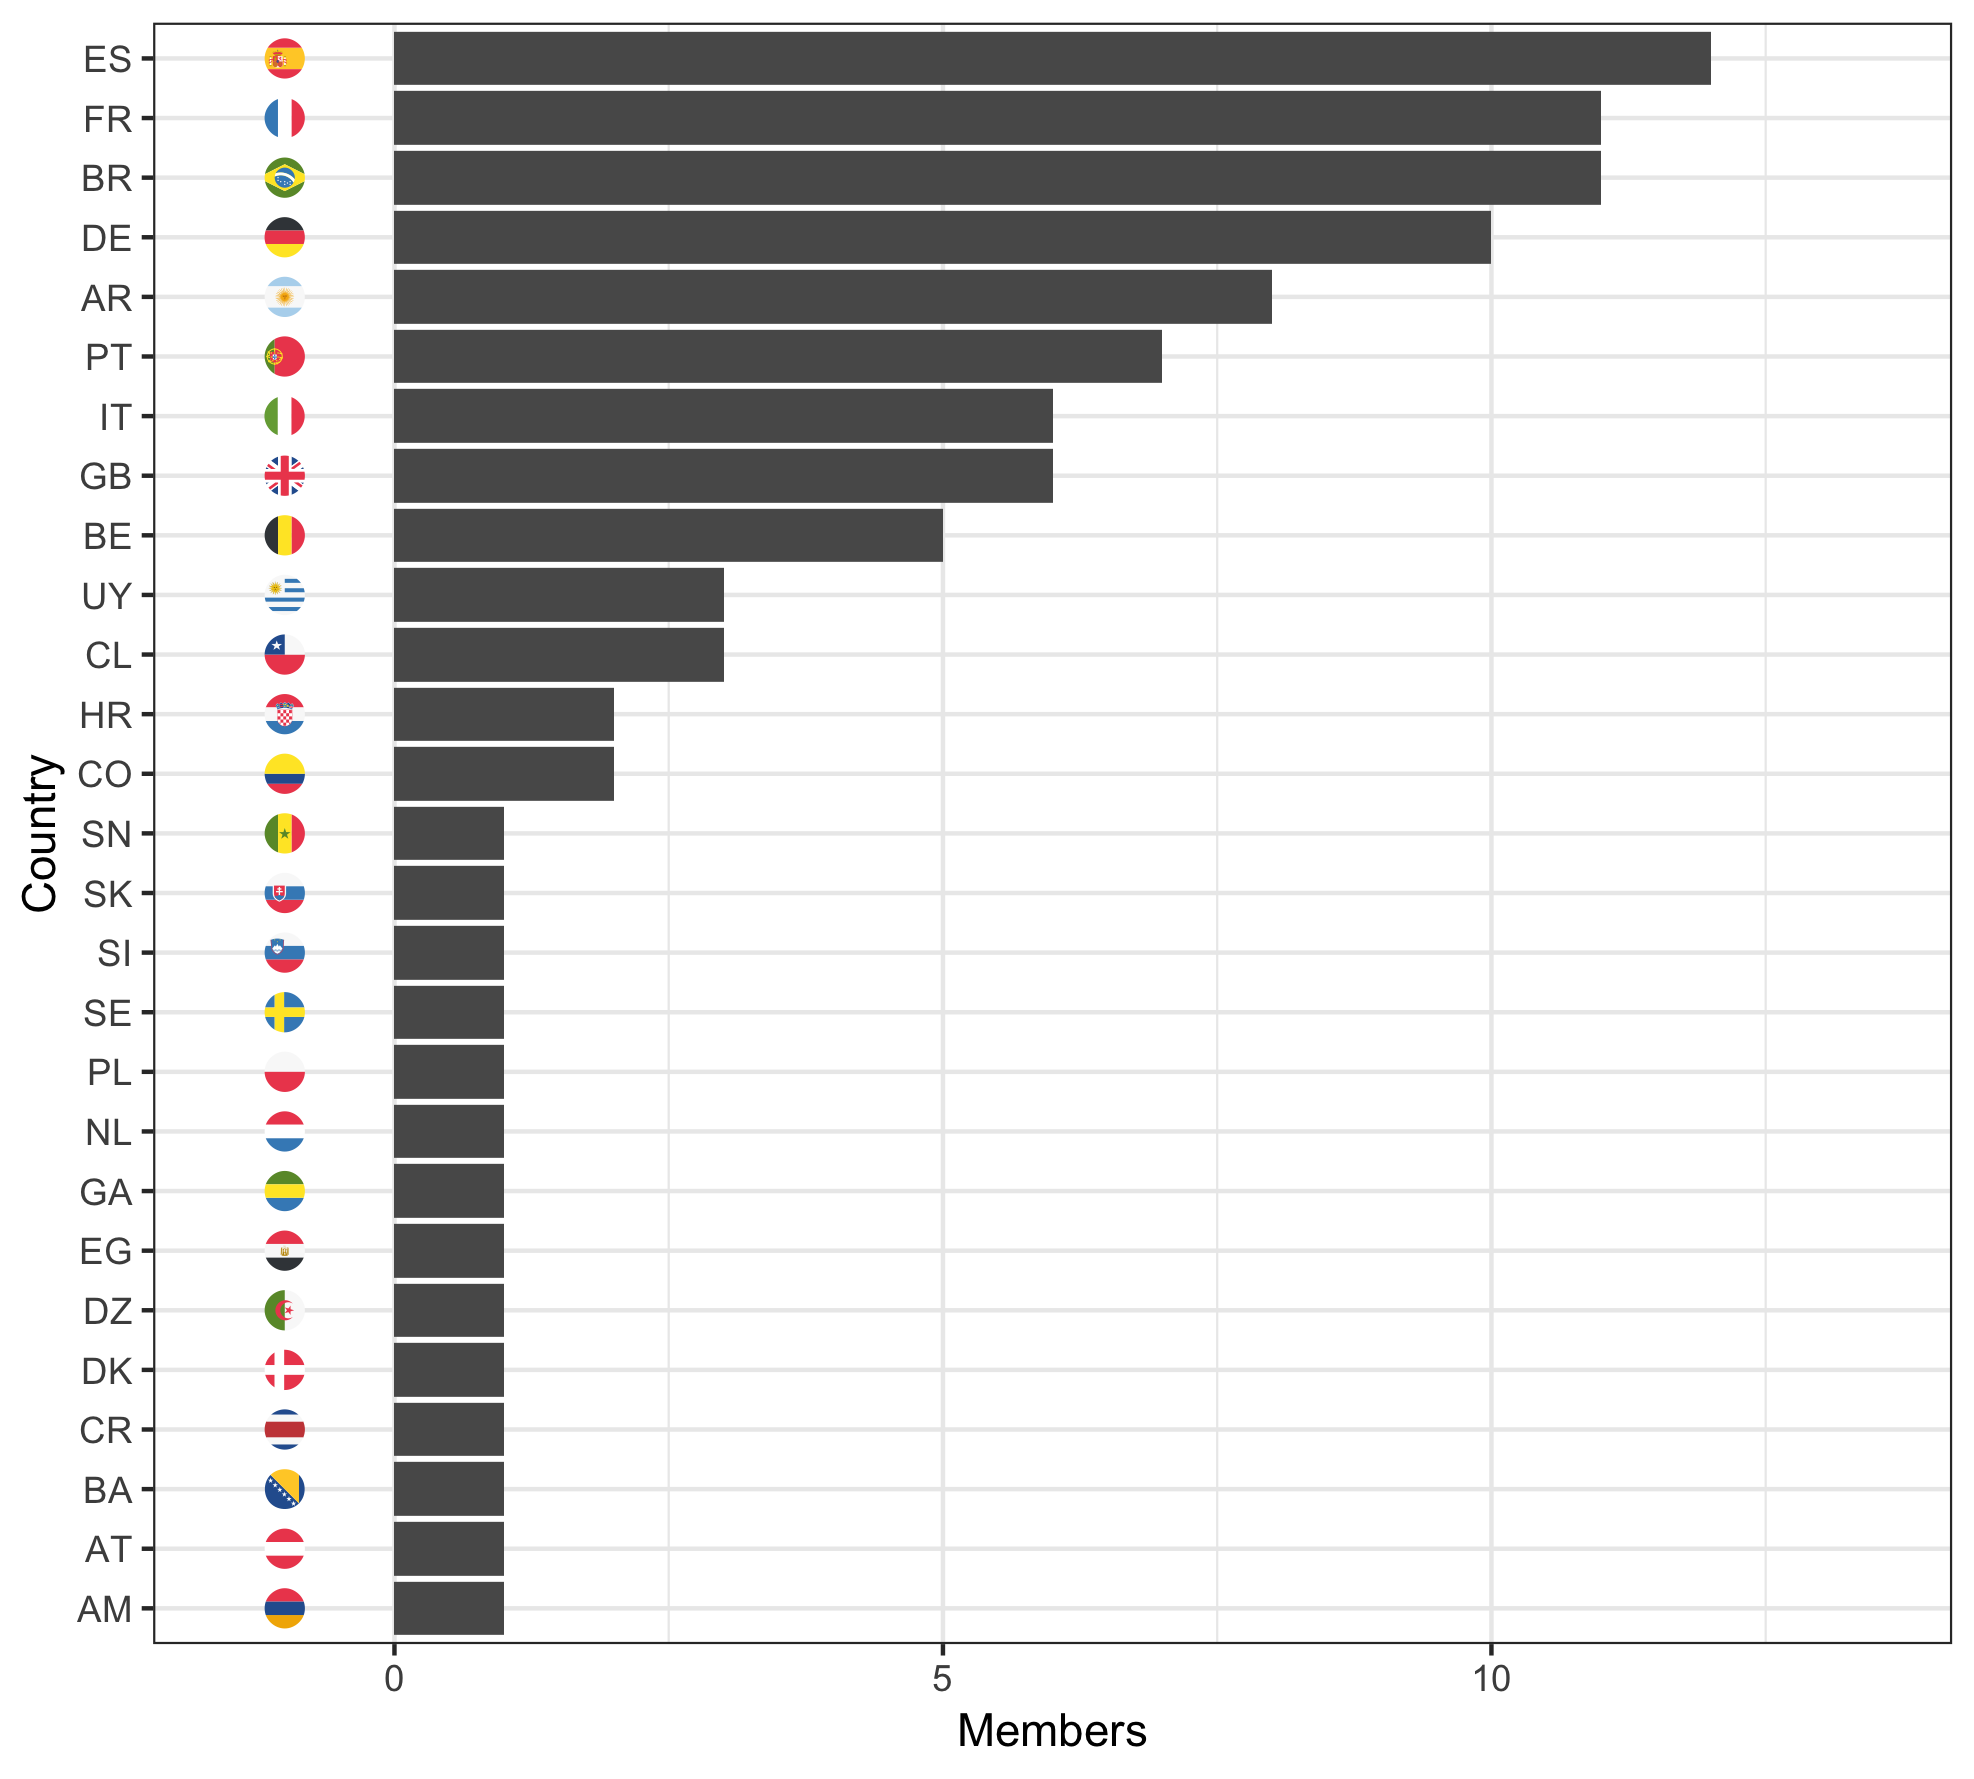 ES
FR
BR
DE
AR
PT
IT
GB
BE
UY
CL
HR
CO
SN
SK
SI
SE
PL
NL
GA
EG
DZ
DK
CR
BA
AT
AM
Country
0 5 10
Members